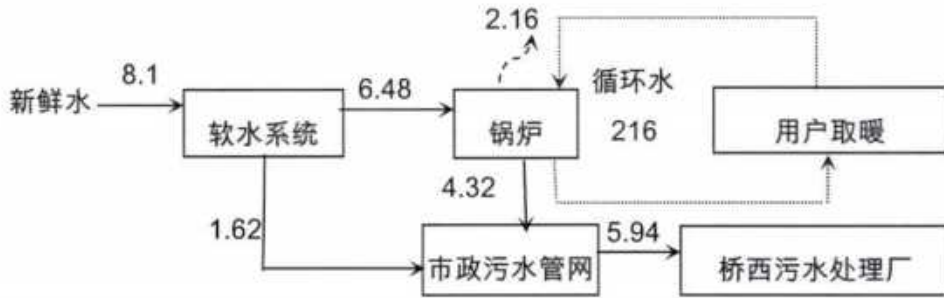 2.16
新鲜水
8.1
6.48
循环水
216
软水系统
锅炉
用户取暖
4.32
1.62
5.94
市政污水管网
桥西污水处理厂